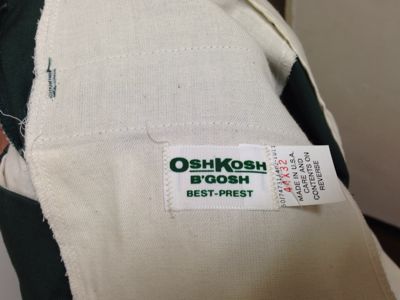 OSHKOSH
B'GOSH
BEST-PREST
44X32
MADE IN U.S.A.
CARE AND
CONTENTS ON
REVERSE